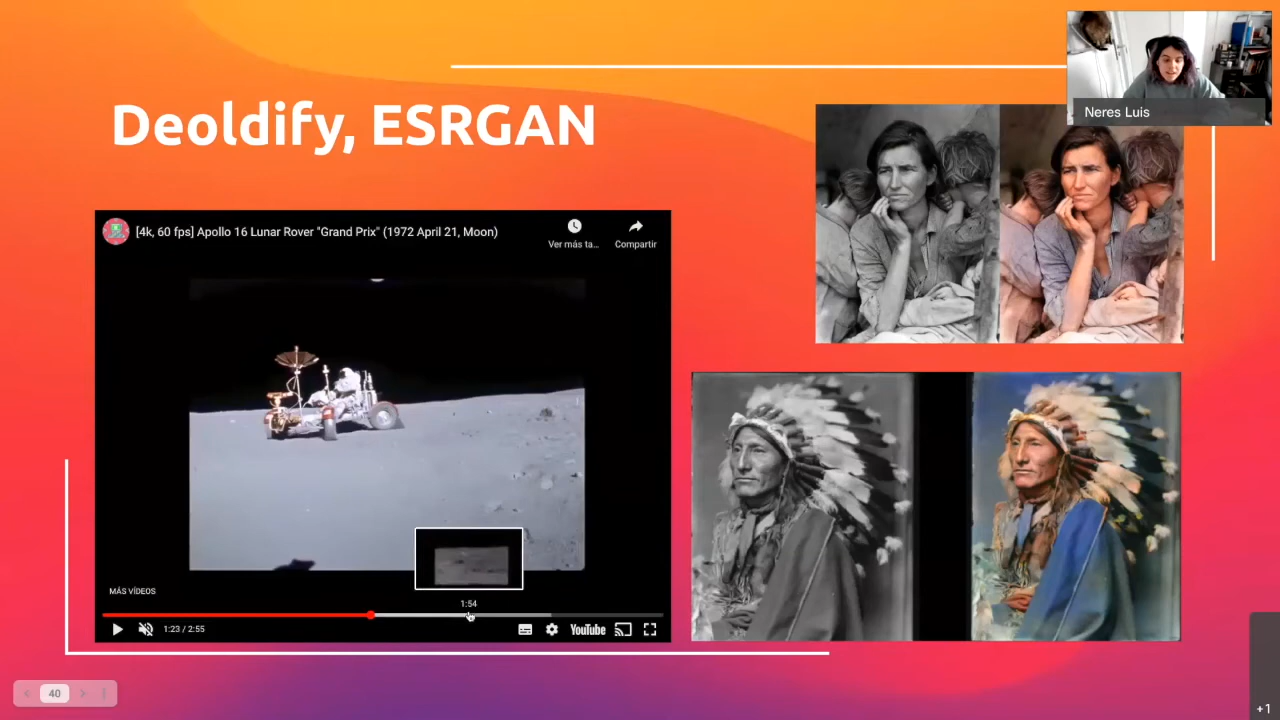 Neres Luis
Deoldify, ESRGAN
[4k, 60 fps] Apollo 16 Lunar Rover "Grand Prix" (1972 April 21, Moon)
Ver más ta...
Compartir
MÁS VÍDEOS
1:54
1:23 / 2:55
YouTube
40
+1